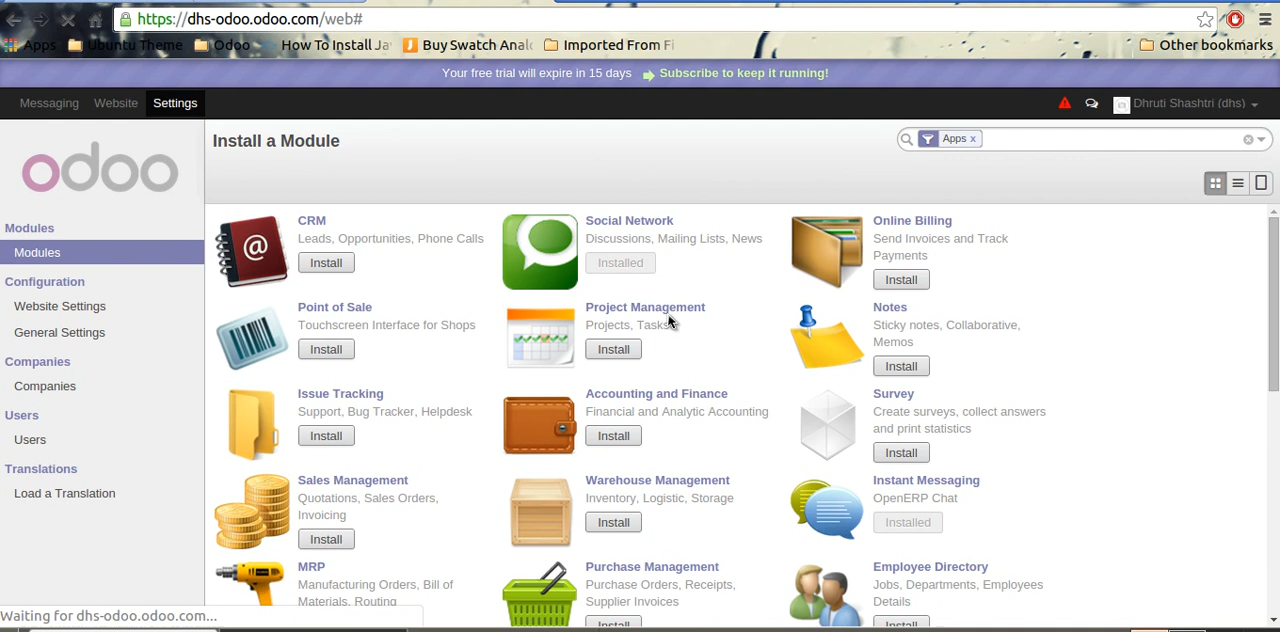 https://dhs-odoo.odoo.com/web#
Apps Ubuntu Theme Odoo How To Install Ja Buy Swatch Analo Imported From Fi Other bookmarks
Your free trial will expire in 15 days Subscribe to keep it running!
Messaging Website Settings Dhruti Shashtri (dhs)
odoo
Modules
Modules
Configuration
Website Settings
General Settings
Companies
Companies
Users
Users
Translations
Load a Translation
Install a Module
Apps x
CRM
Leads, Opportunities, Phone Calls
Install
Social Network
Discussions, Mailing Lists, News
Installed
Online Billing
Send Invoices and Track
Payments
Install
Point of Sale
Touchscreen Interface for Shops
Install
Project Management
Projects, Tasks
Install
Notes
Sticky notes, Collaborative,
Memos
Install
Issue Tracking
Support, Bug Tracker, Helpdesk
Install
Accounting and Finance
Financial and Analytic Accounting
Install
Survey
Create surveys, collect answers
and print statistics
Install
Sales Management
Quotations, Sales Orders,
Invoicing
Install
Warehouse Management
Inventory, Logistic, Storage
Install
Instant Messaging
OpenERP Chat
Installed
MRP
Manufacturing Orders, Bill of
Materials, Routing
Purchase Management
Purchase Orders, Receipts,
Supplier Invoices
Install
Employee Directory
Jobs, Departments, Employees
Details
Install
Waiting for dhs-odoo.odoo.com...